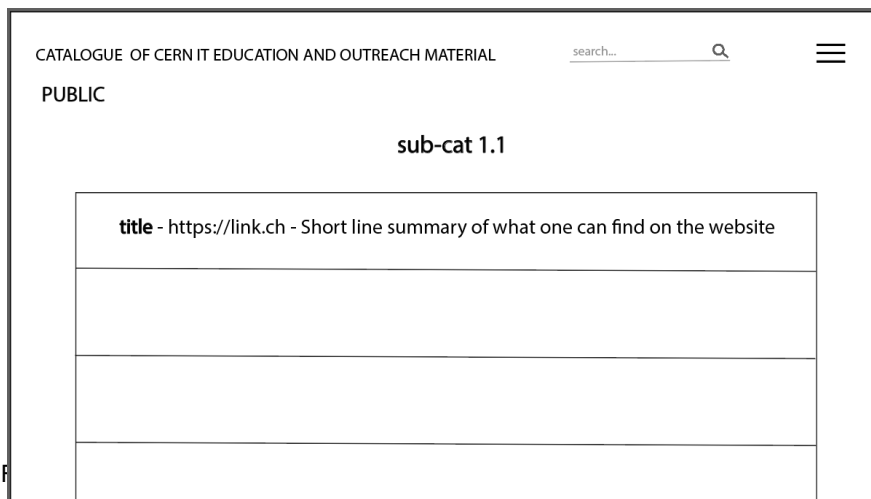 CATALOGUE OF CERN IT EDUCATION AND OUTREACH MATERIAL
search...
PUBLIC
sub-cat 1.1
title - https://link.ch - Short line summary of what one can find on the website